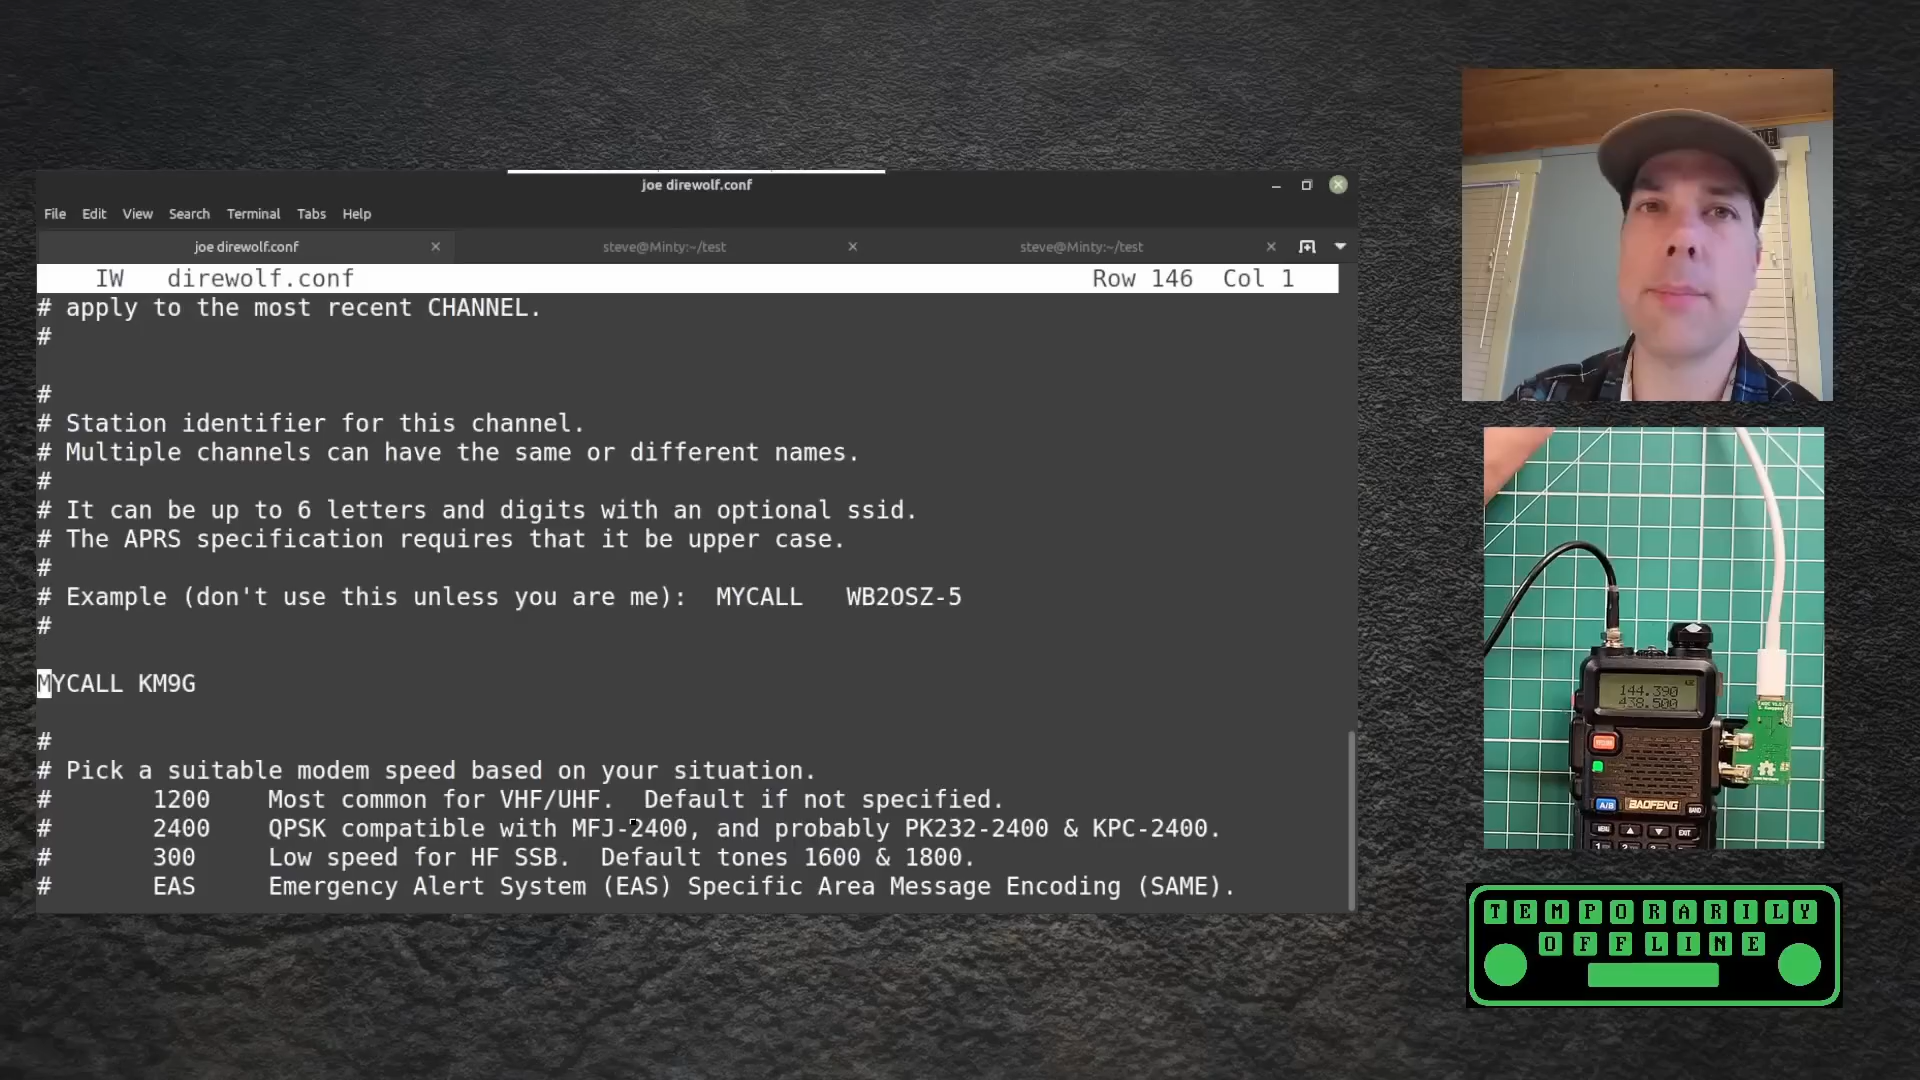 joe direwolf.conf
File Edit View Search Terminal Tabs Help
joe direwolf.conf steve@Minty:~/test steve@Minty:~/test
IW direwolf.conf Row 146 Col 1
# apply to the most recent CHANNEL.
#
#
# Station identifier for this channel.
# Multiple channels can have the same or different names.
#
# It can be up to 6 letters and digits with an optional ssid.
# The APRS specification requires that it be upper case.
#
# Example (don't use this unless you are me): MYCALL WB2OSZ-5
#
MYCALL KM9G
#
# Pick a suitable modem speed based on your situation.
# 1200 Most common for VHF/UHF. Default if not specified.
# 2400 QPSK compatible with MFJ-2400, and probably PK232-2400 & KPC-2400.
# 300 Low speed for HF SSB. Default tones 1600 & 1800.
# EAS Emergency Alert System (EAS) Specific Area Message Encoding (SAME).
144.390
438.500
A/B BAOFENG BAND
MENU EXIT
TEMPORARILY
OFFLINE